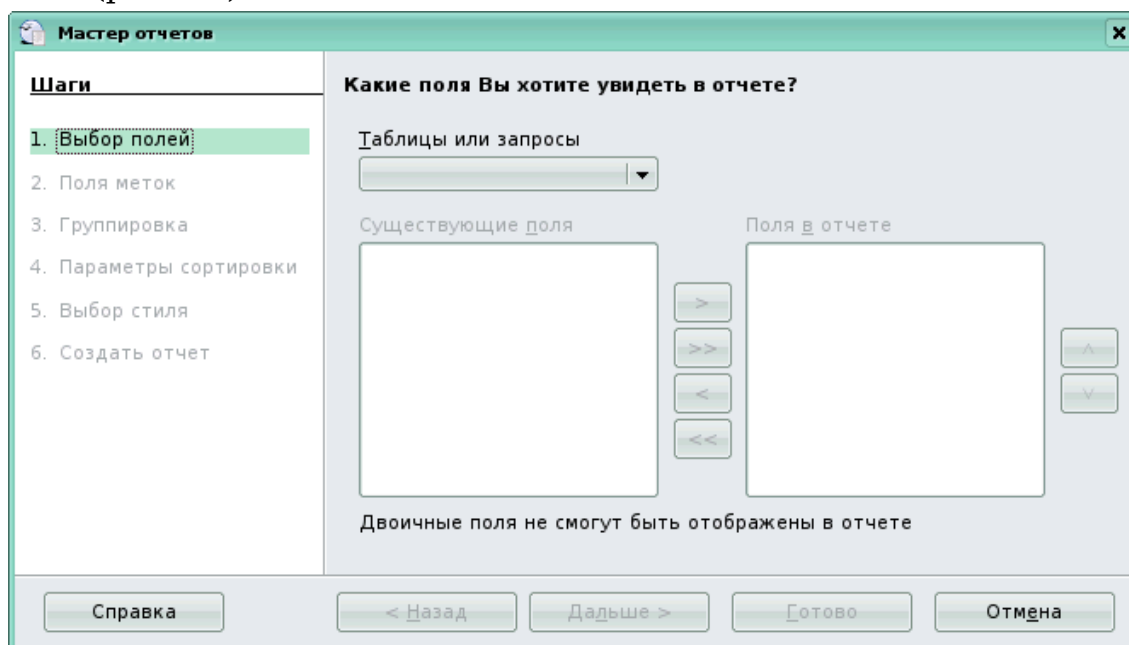 Мастер отчетов
Шаги
1. Выбор полей
2. Поля меток
3. Группировка
4. Параметры сортировки
5. Выбор стиля
6. Создать отчет
Какие поля Вы хотите увидеть в отчете?
Таблицы или запросы
Существующие поля
Поля в отчете
>
>>
<
<<
Двоичные поля не смогут быть отображены в отчете
Справка
< Назад
Дальше >
Готово
Отмена